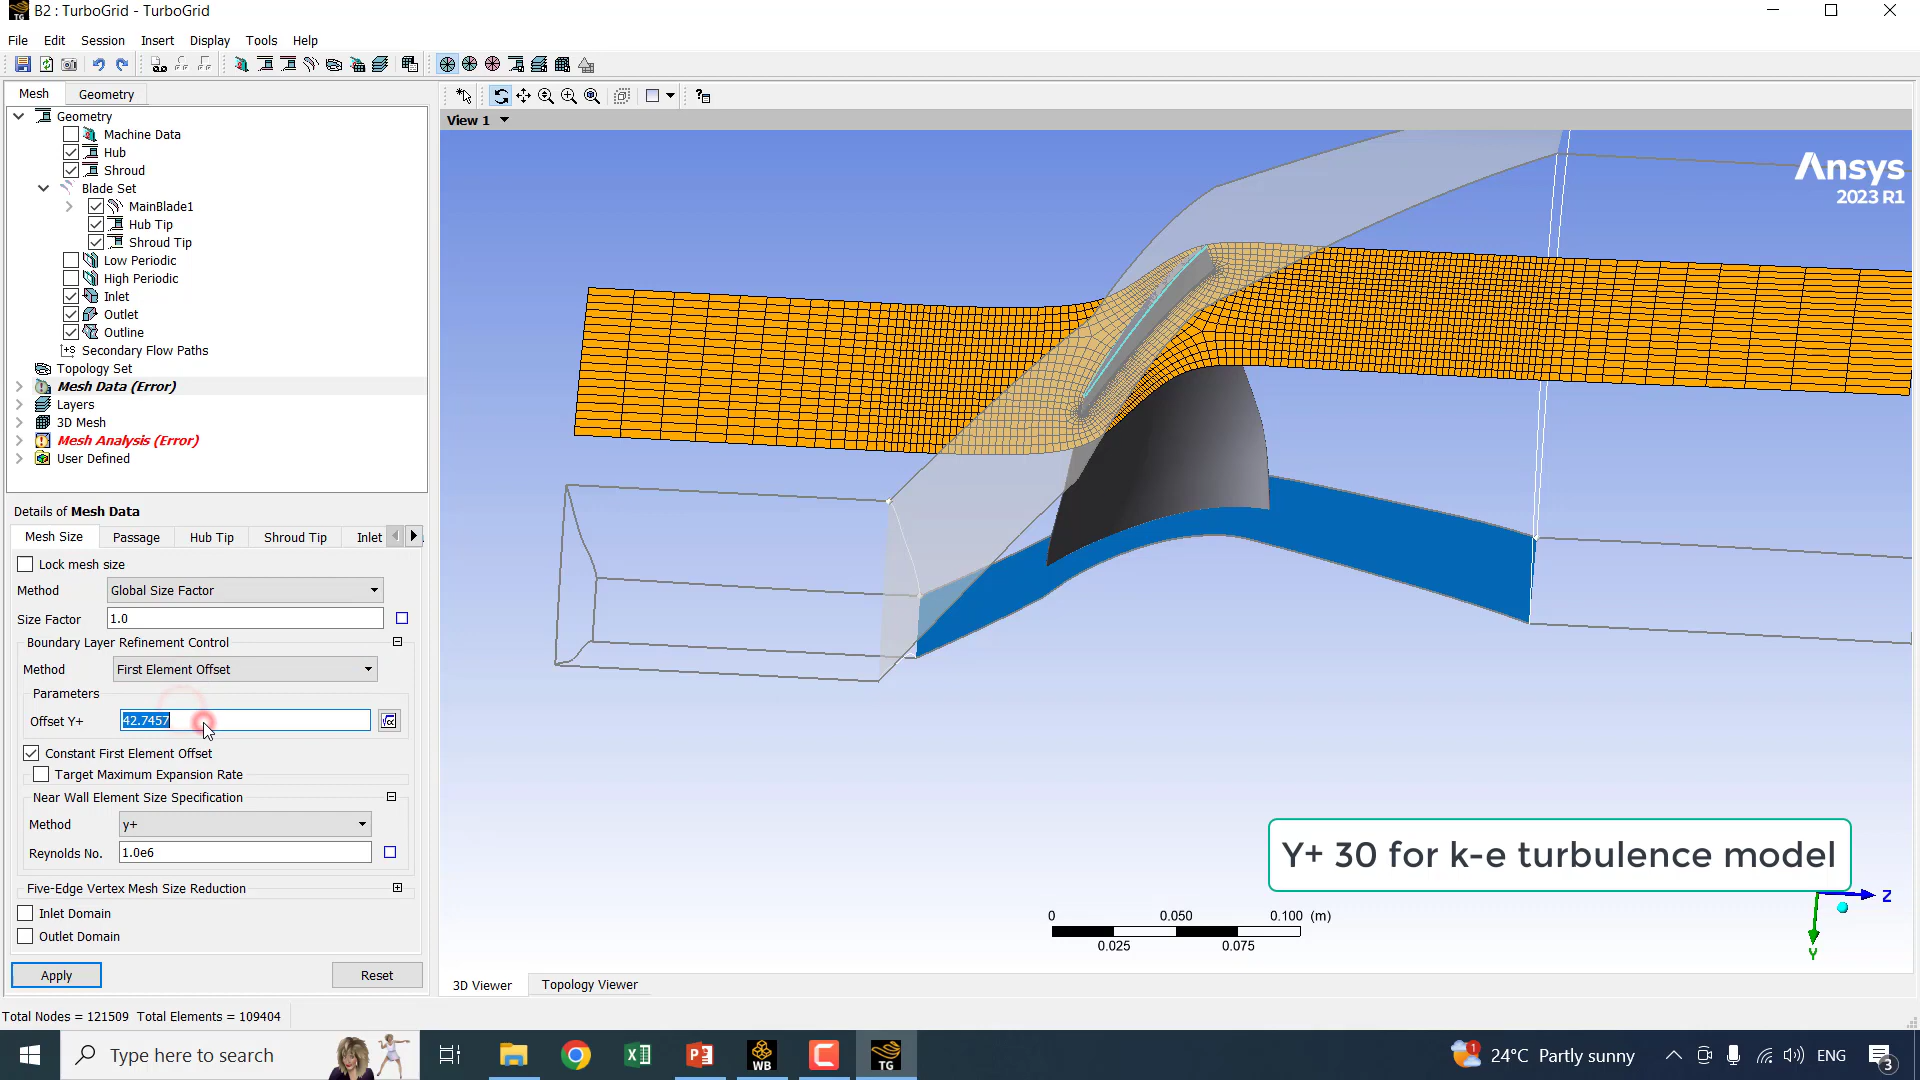 B2 : TurboGrid - TurboGrid
File Edit Session Insert Display Tools Help
Mesh Geometry
View 1
Geometry
Machine Data
Hub
Shroud
Blade Set
MainBlade1
Hub Tip
Shroud Tip
Low Periodic
High Periodic
Inlet
Outlet
Outline
Secondary Flow Paths
Topology Set
Mesh Data (Error)
Layers
3D Mesh
Mesh Analysis (Error)
User Defined
Ansys
2023 R1
Details of Mesh Data
Mesh Size Passage Hub Tip Shroud Tip Inlet
Lock mesh size
Method Global Size Factor
Size Factor 1.0
Boundary Layer Refinement Control
Method First Element Offset
Parameters
Offset Y+ 42.7457
Constant First Element Offset
Target Maximum Expansion Rate
Near Wall Element Size Specification
Method y+
Reynolds No. 1.0e6
Five-Edge Vertex Mesh Size Reduction
Inlet Domain
Outlet Domain
Apply Reset
Y+ 30 for k-e turbulence model
Z
Y
0 0.050 0.100 (m)
0.025 0.075
3D Viewer Topology Viewer
Total Nodes = 121509 Total Elements = 109404
Type here to search
WB
TG
1
24°C Partly sunny
ENG
3